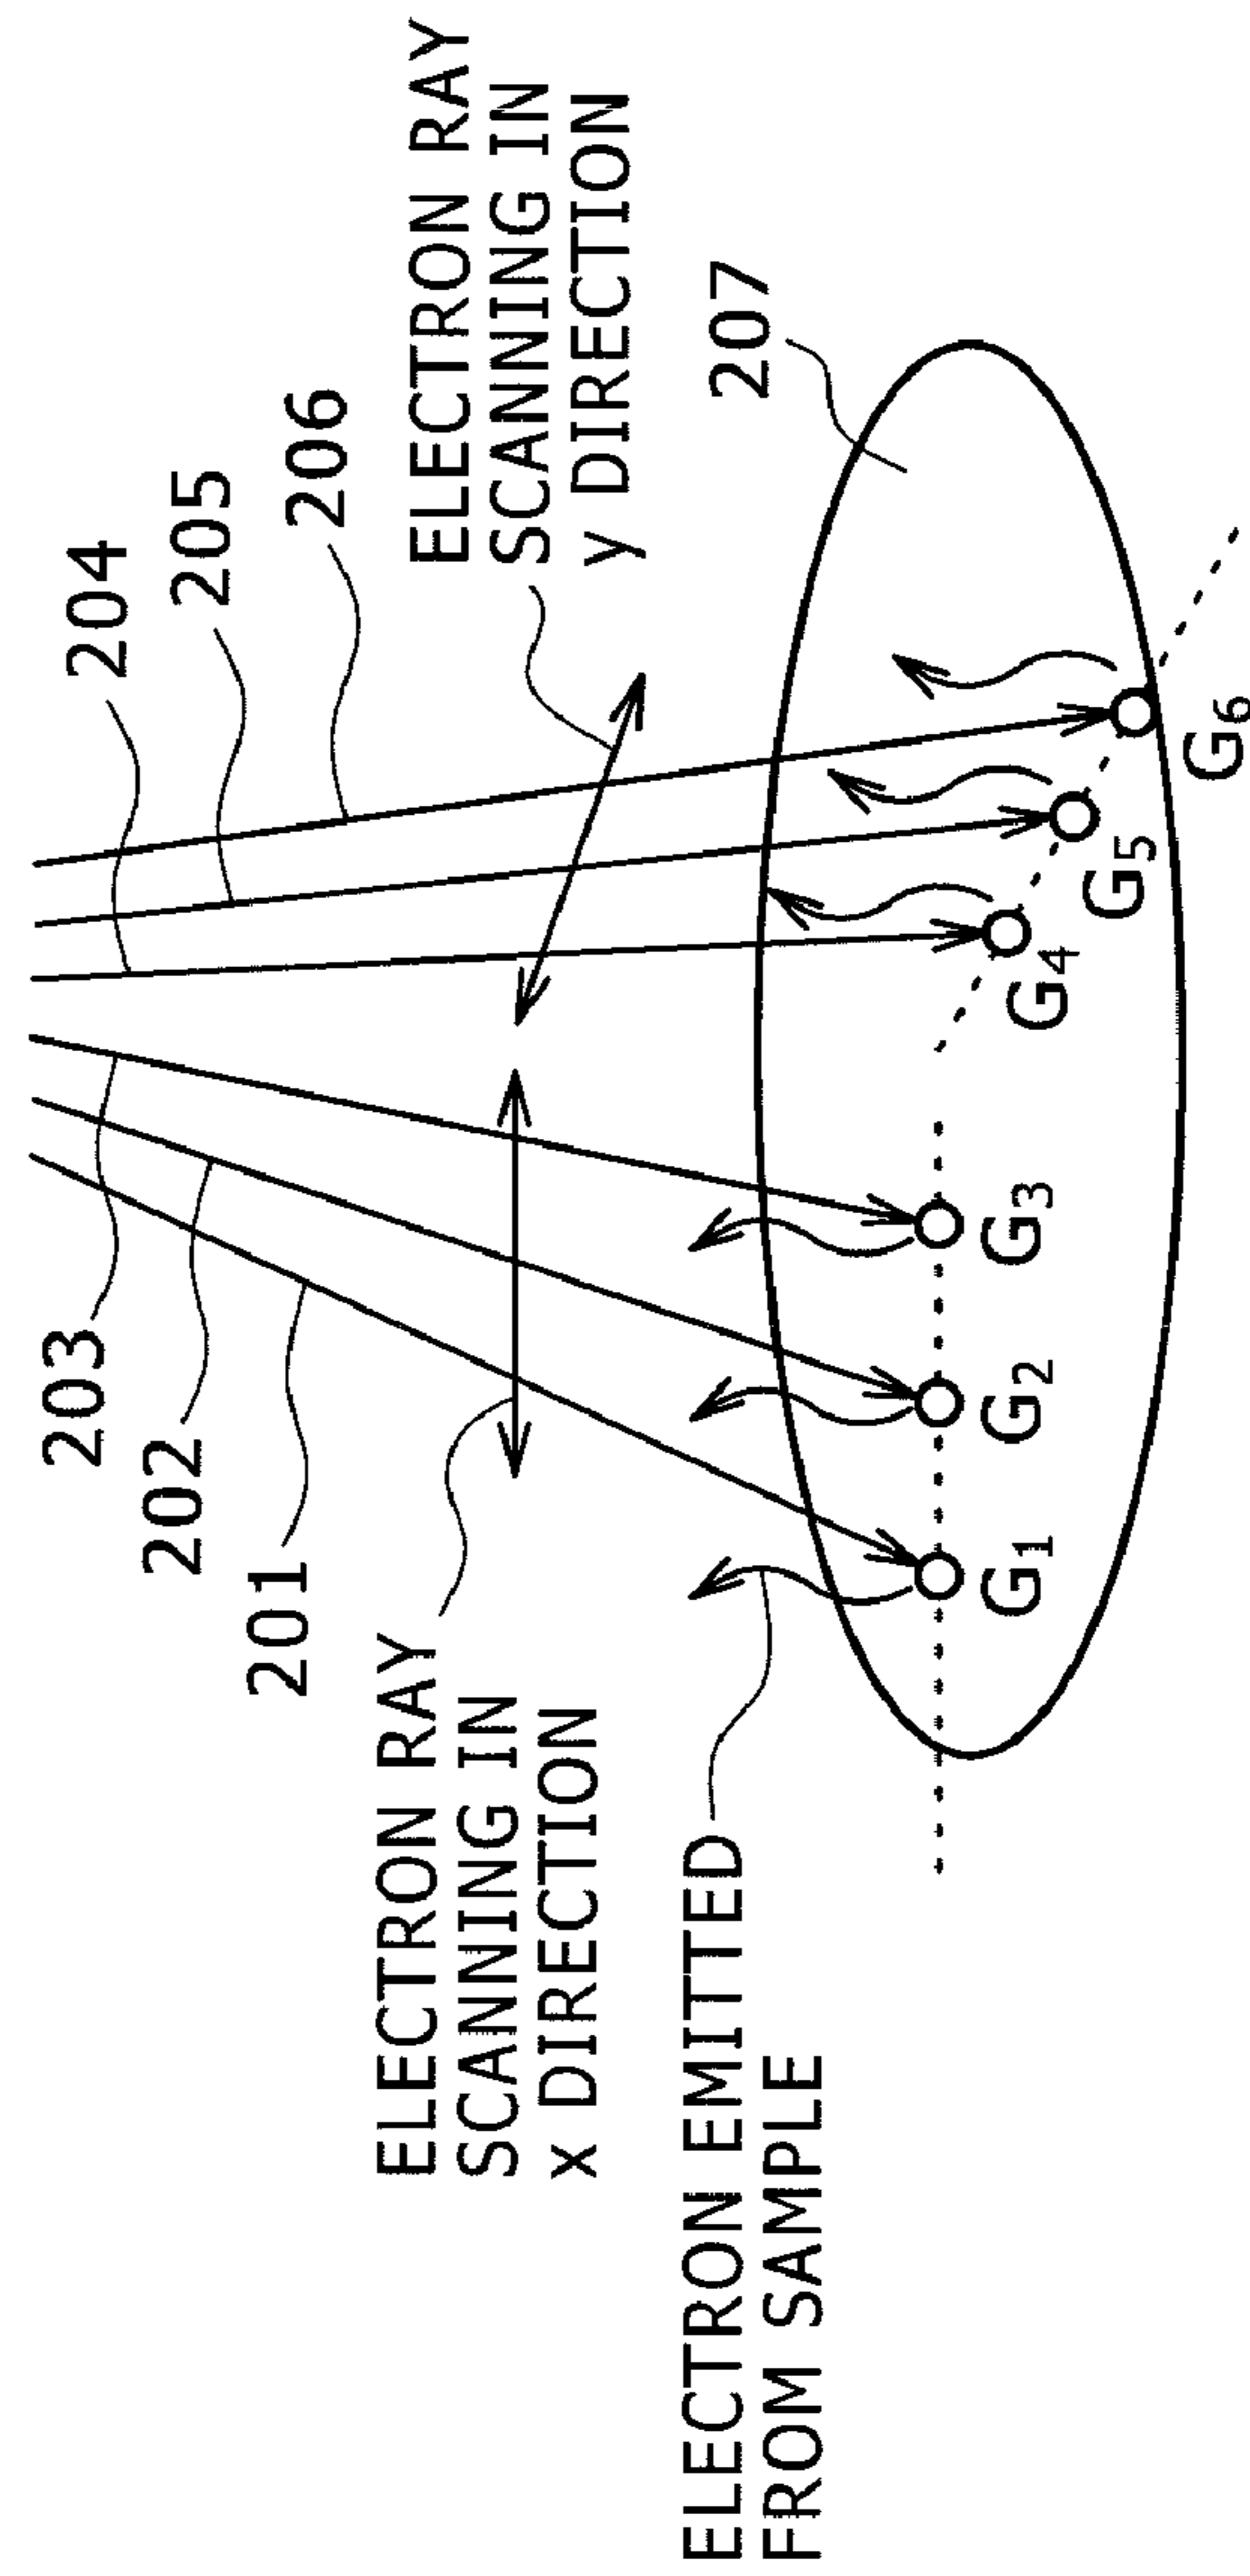 204
205
206
203
202
201
ELECTRON RAY
SCANNING IN
y DIRECTION
ELECTRON RAY
SCANNING IN
x DIRECTION
207
ELECTRON EMITTED
FROM SAMPLE
G1
G2
G3
G4
G5
G6